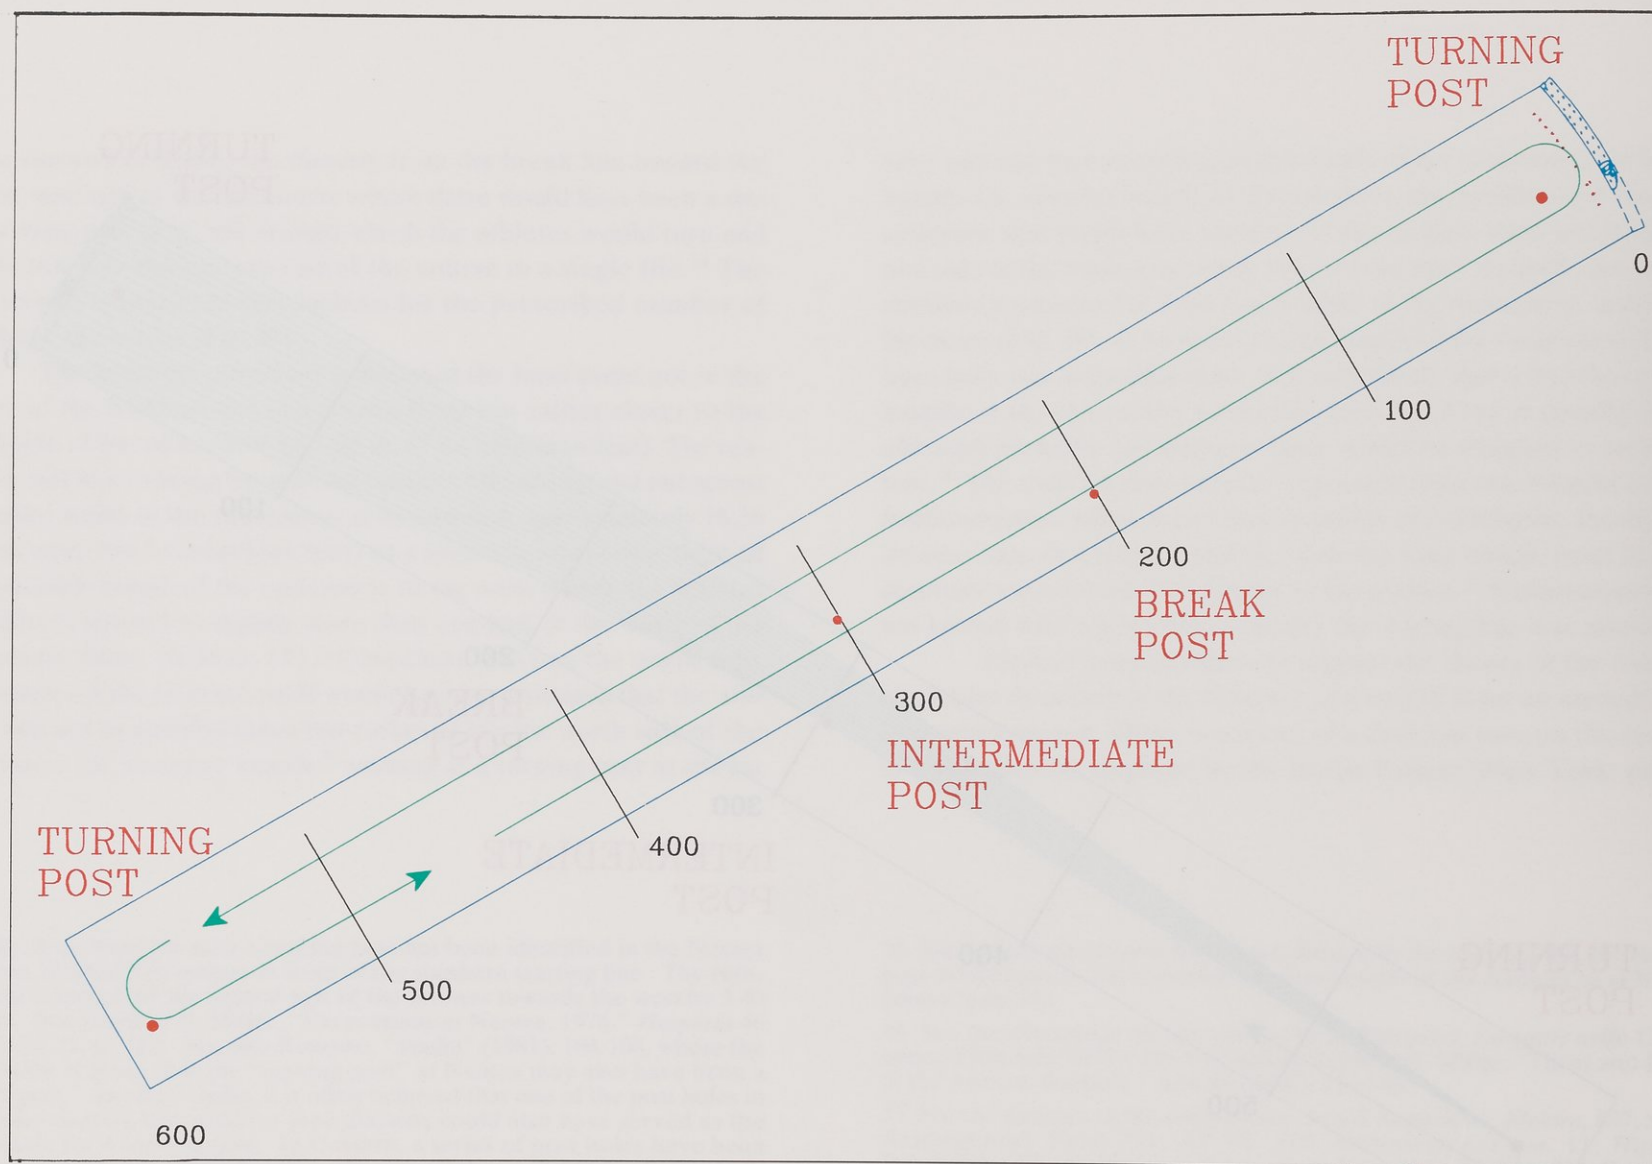 TURNING
POST
0
100
200
BREAK
POST
300
INTERMEDIATE
POST
400
TURNING
POST
500
600